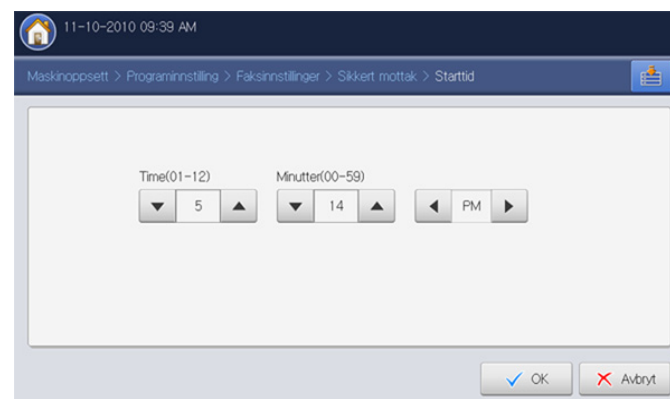 11-10-2010 09:39 AM
Maskinoppsett > Programinnstilling > Faksinnstillinger > Sikkert mottak > Starttid
Time(01-12) Minutter(00-59)
5 14 PM
OK Avbryt